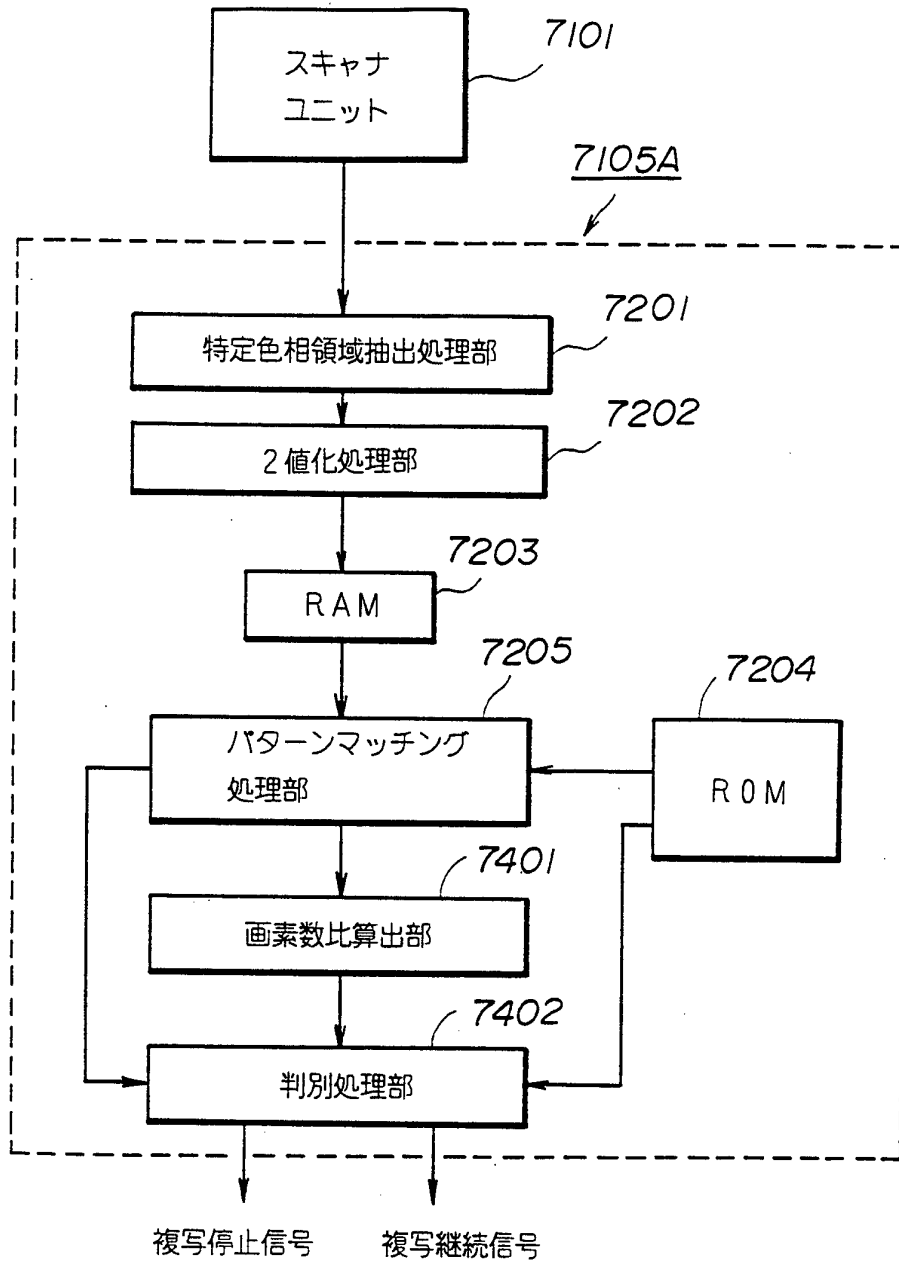 7101
スキャナ
ユニット
7105A
7201
特定色相領域抽出処理部
7202
2値化処理部
7203
RAM
7205
7204
パターンマッチング
処理部
ROM
7401
画素数比算出部
7402
判別処理部
複写停止信号
複写継続信号